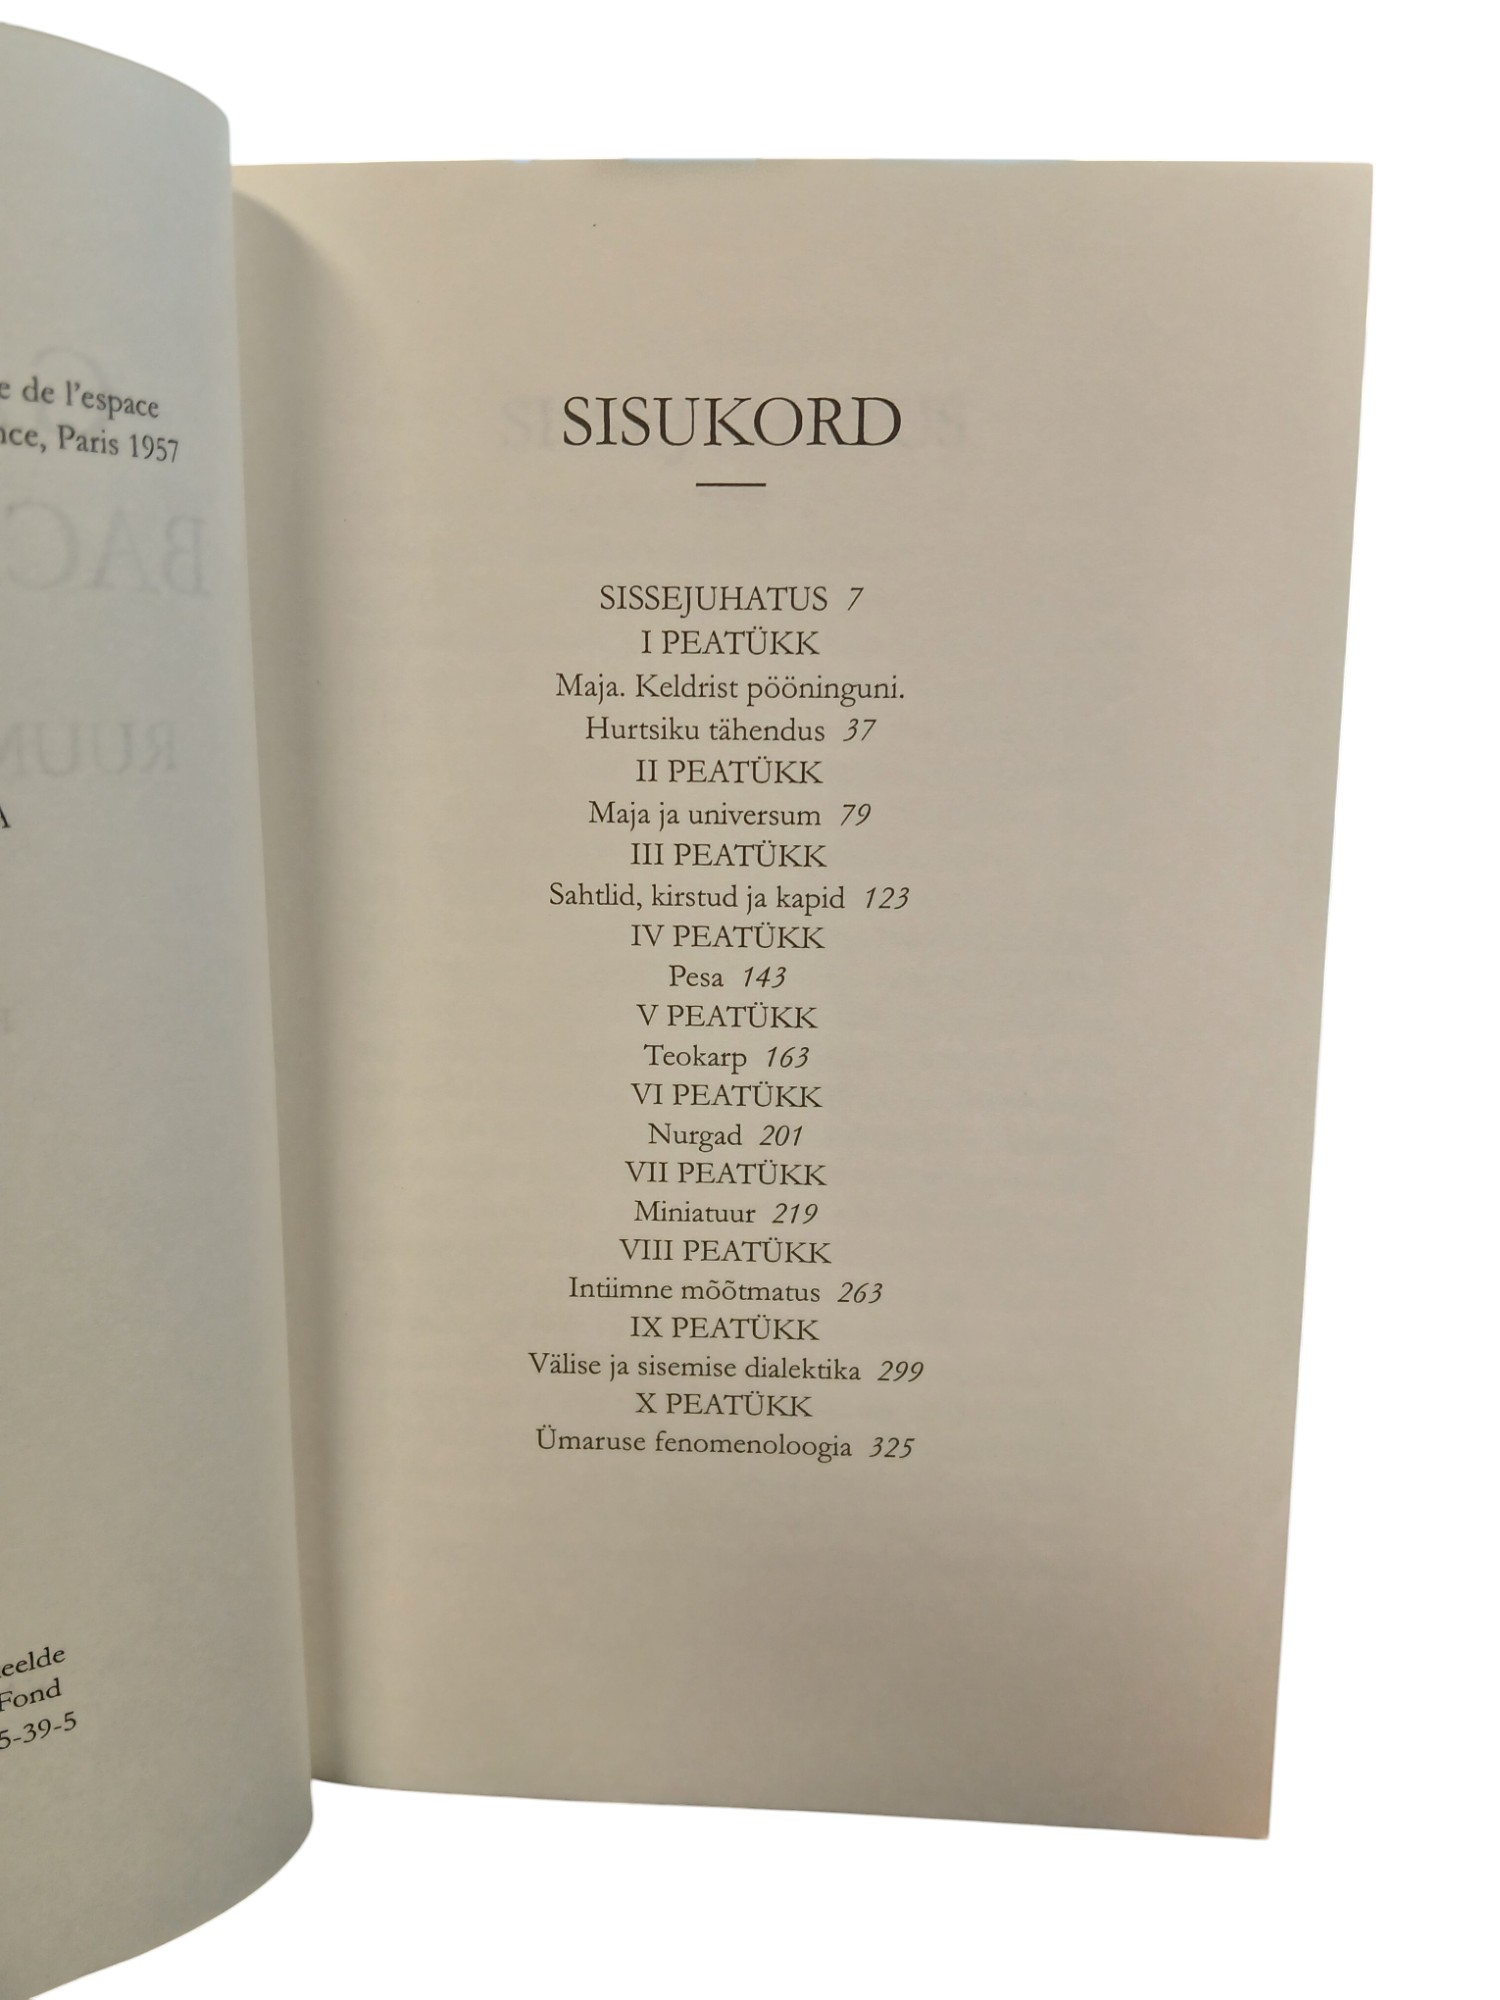 de l'espace
Paris 1957
Fond
5-39-5
SISUKORD
SISSEJUHATUS 7
I PEATÜKK
Maja. Keldrist pööninguni.
Hurtsiku tähendus 37
II PEATÜKK
Maja ja universum 79
III PEATÜKK
Sahtlid, kirstud ja kapid 123
IV PEATÜKK
Pesa 143
V PEATÜKK
Teokarp 163
VI PEATÜKK
Nurgad 201
VII PEATÜKK
Miniatuur 219
VIII PEATÜKK
Intiimne mõõtmatus 263
IX PEATÜKK
Välise ja sisemise dialektika 299
X PEATÜKK
Ümaruse fenomenoloogia 325